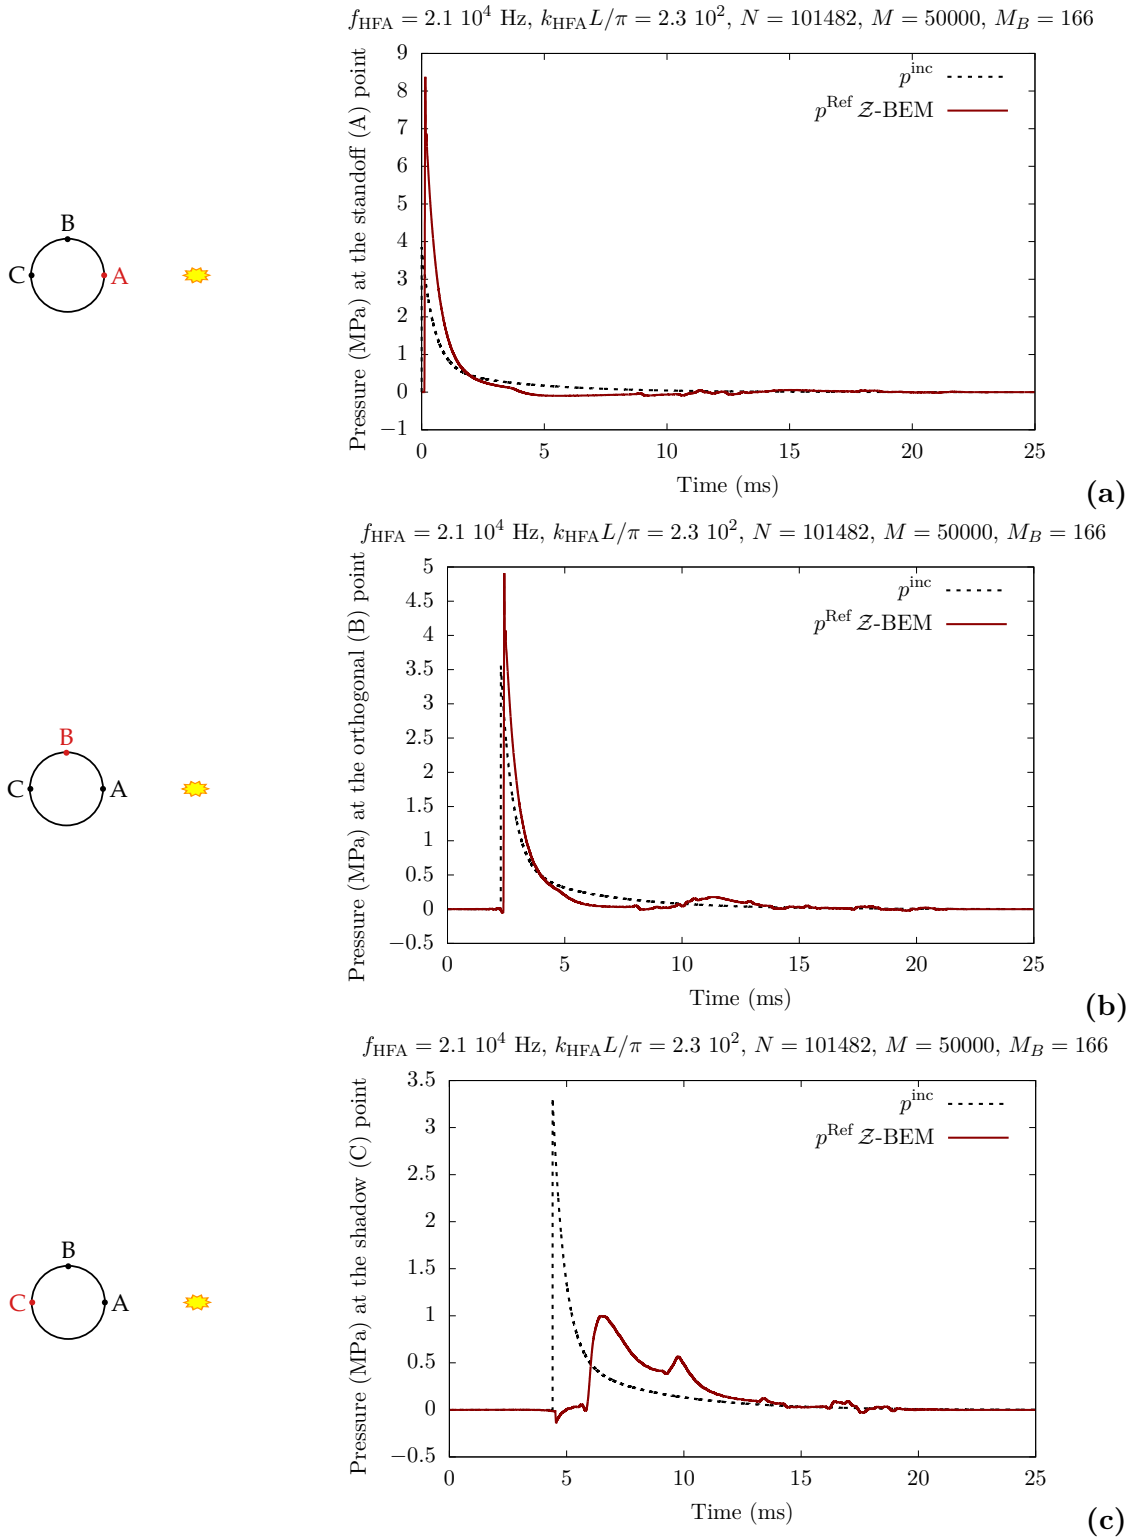 f_HFA = 2.1 10^4 Hz, k_HFA L/π = 2.3 10^2, N = 101482, M = 50000, M_B = 166
Pressure (MPa) at the standoff (A) point
9
8
7
6
5
4
3
2
1
0
−1
p^inc
p^Ref Z-BEM
B
C
A
0 5 10 15 20 25
Time (ms)
(a)
f_HFA = 2.1 10^4 Hz, k_HFA L/π = 2.3 10^2, N = 101482, M = 50000, M_B = 166
Pressure (MPa) at the orthogonal (B) point
5
4.5
4
3.5
3
2.5
2
1.5
1
0.5
0
−0.5
p^inc
p^Ref Z-BEM
B
C
A
0 5 10 15 20 25
Time (ms)
(b)
f_HFA = 2.1 10^4 Hz, k_HFA L/π = 2.3 10^2, N = 101482, M = 50000, M_B = 166
Pressure (MPa) at the shadow (C) point
3.5
3
2.5
2
1.5
1
0.5
0
−0.5
p^inc
p^Ref Z-BEM
B
C
A
0 5 10 15 20 25
Time (ms)
(c)